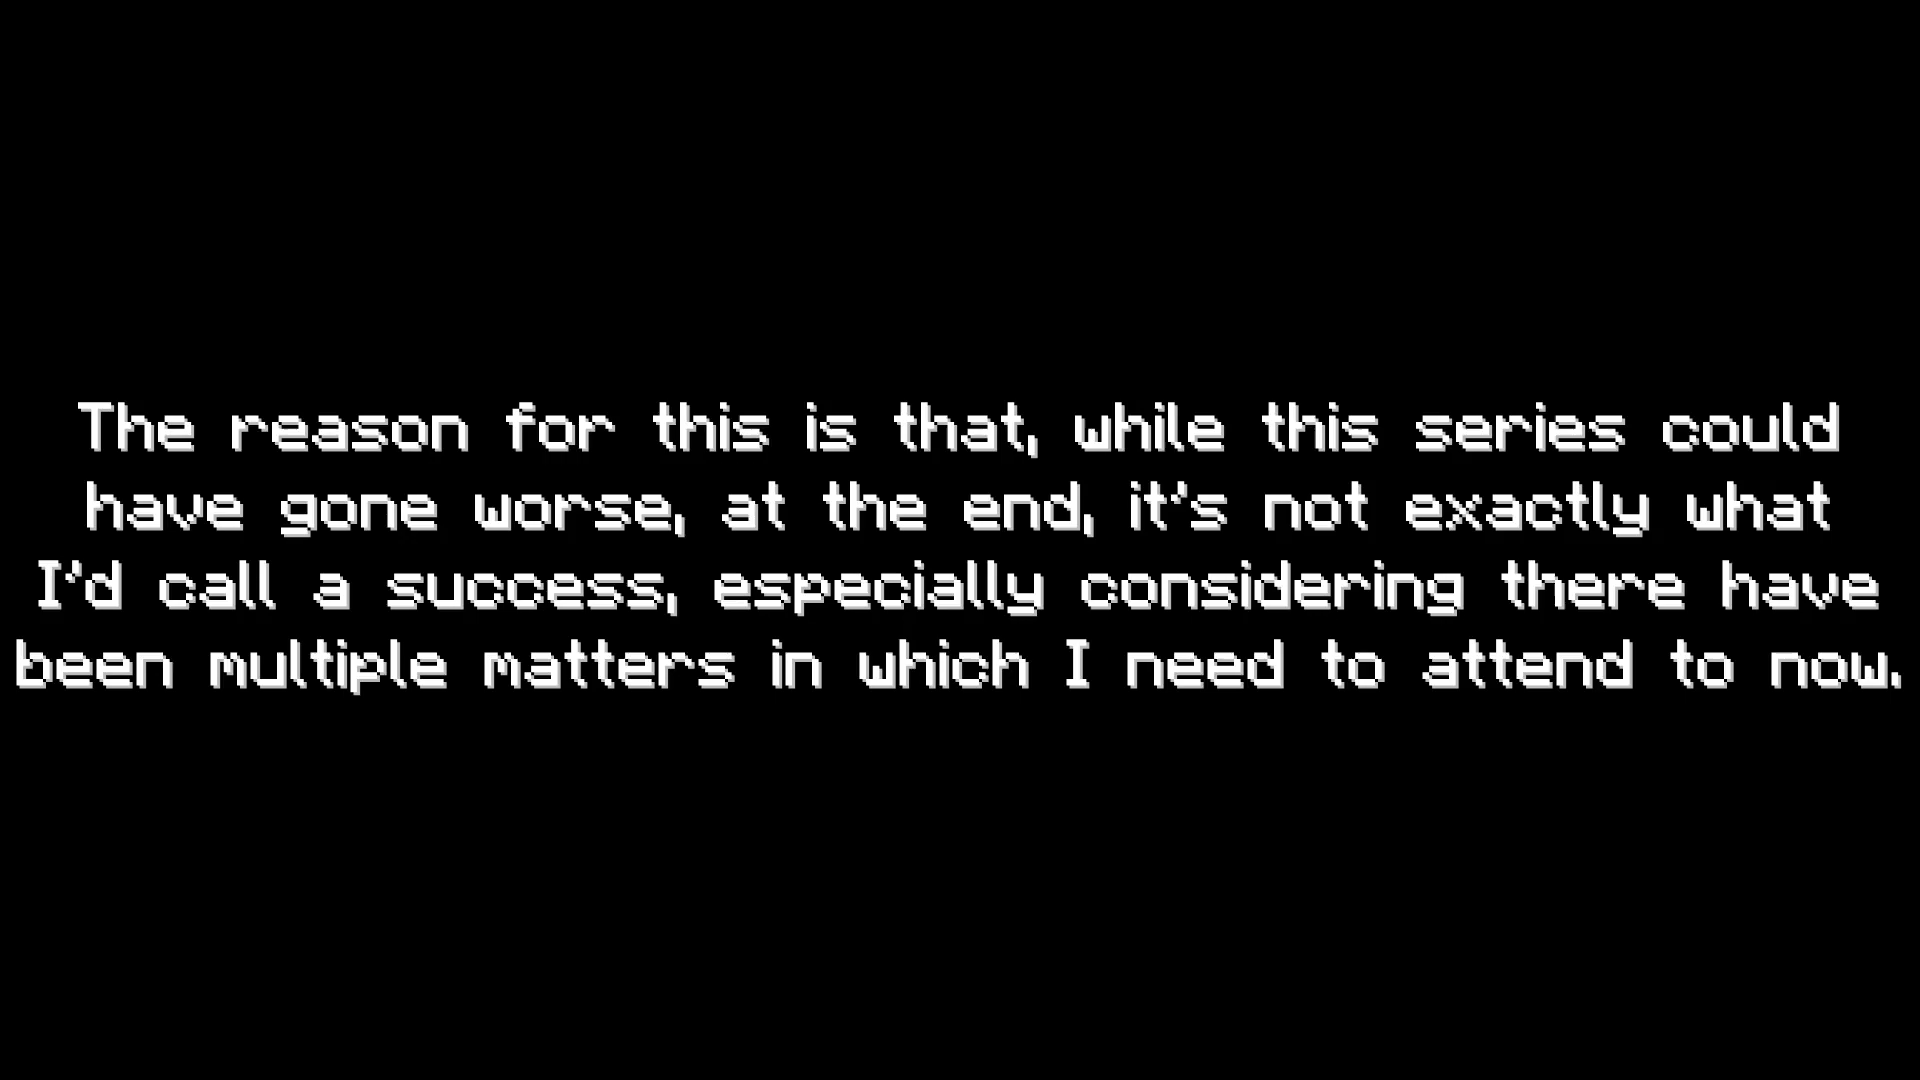 The reason for this is that, while this series could
have gone worse, at the end, it's not exactly what
I'd call a success, especially considering there have
been multiple matters in which I need to attend to now.